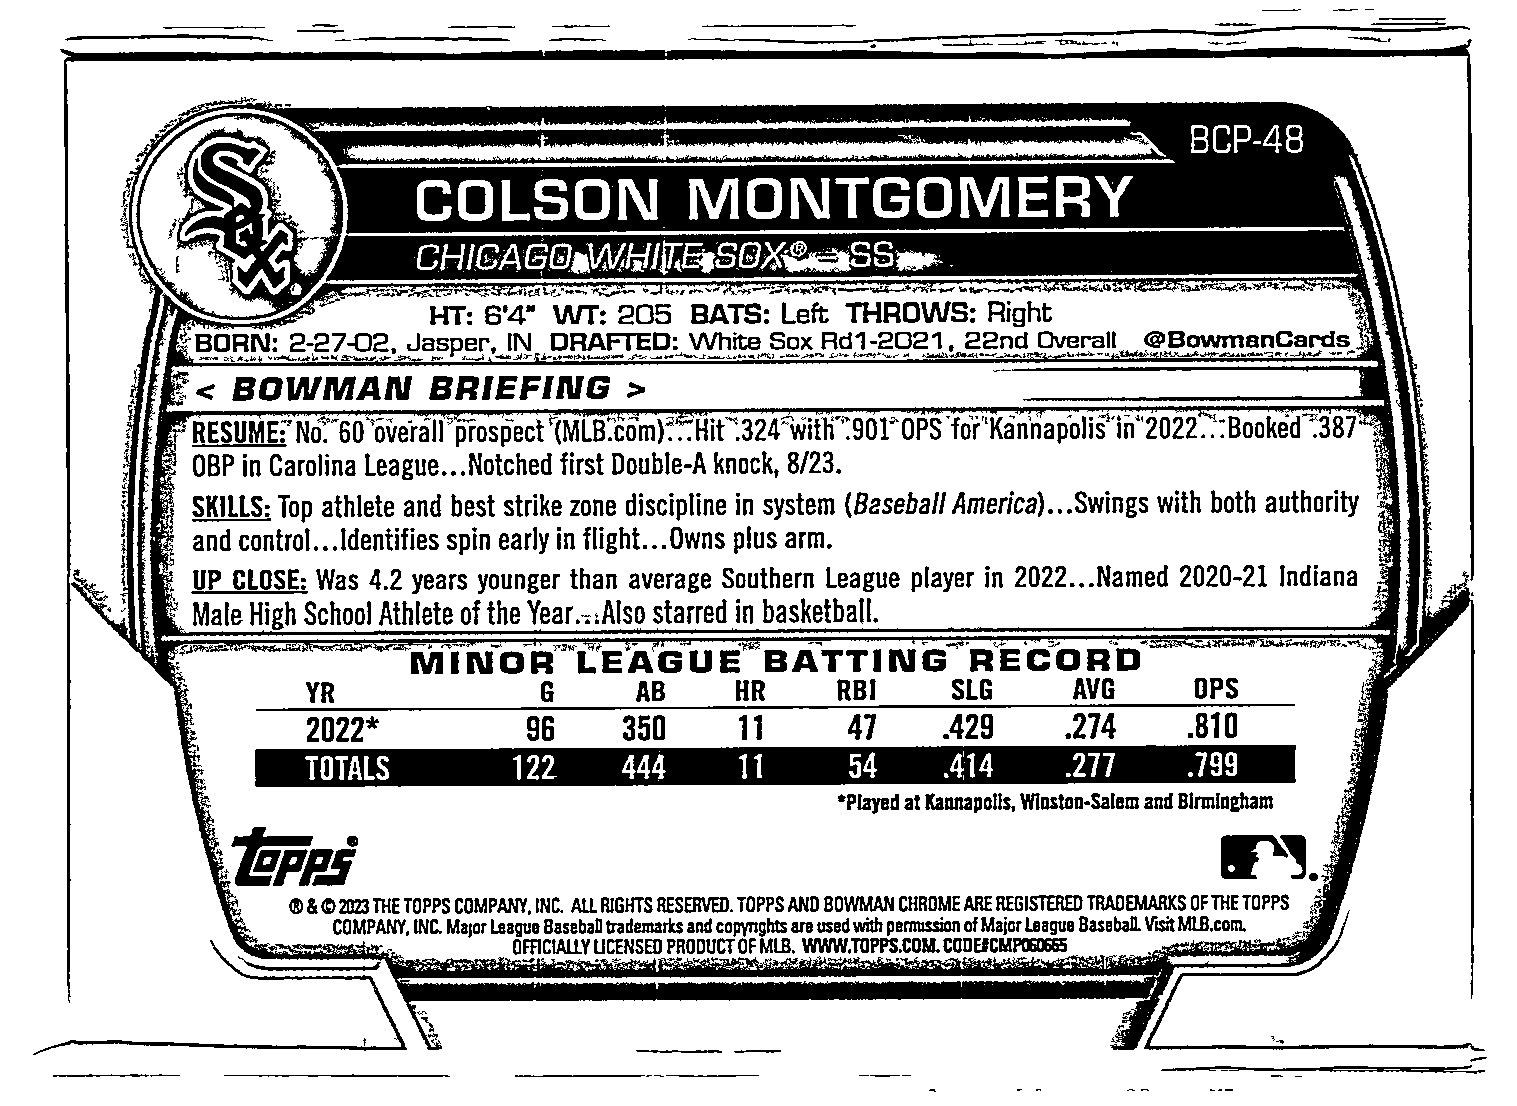 BCP-48
COLSON MONTGOMERY
CHICAGO WHITE SOX® – SS
HT: 6'4" WT: 205 BATS: Left THROWS: Right
BORN: 2-27-02, Jasper, IN DRAFTED: White Sox Rd1-2021, 22nd Overall @BowmanCards
< BOWMAN BRIEFING >
RESUME: No. 60 overall prospect (MLB.com)...Hit .324 with .901 OPS for Kannapolis in 2022...Booked .387
OBP in Carolina League...Notched first Double-A knock, 8/23.
SKILLS: Top athlete and best strike zone discipline in system (Baseball America)...Swings with both authority
and control...Identifies spin early in flight...Owns plus arm.
UP CLOSE: Was 4.2 years younger than average Southern League player in 2022...Named 2020-21 Indiana
Male High School Athlete of the Year...Also starred in basketball.
MINOR LEAGUE BATTING RECORD
YR G AB HR RBI SLG AVG OPS
2022* 96 350 11 47 .429 .274 .810
TOTALS 122 444 11 54 .414 .277 .799
*Played at Kannapolis, Winston-Salem and Birmingham
Topps®
® & © 2023 THE TOPPS COMPANY, INC. ALL RIGHTS RESERVED. TOPPS AND BOWMAN CHROME ARE REGISTERED TRADEMARKS OF THE TOPPS
COMPANY, INC. Major League Baseball trademarks and copyrights are used with permission of Major League Baseball. Visit MLB.com.
OFFICIALLY LICENSED PRODUCT OF MLB. WWW.TOPPS.COM. CODE#CMP060665